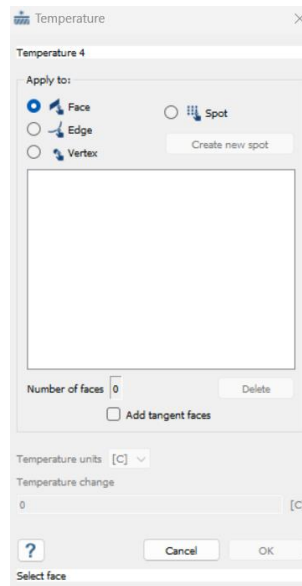 Temperature
Temperature 4
Apply to:
Face
Spot
Edge
Create new spot
Vertex
Number of faces 0
Delete
Add tangent faces
Temperature units [C]
Temperature change
0 [C
? Cancel OK
Select face